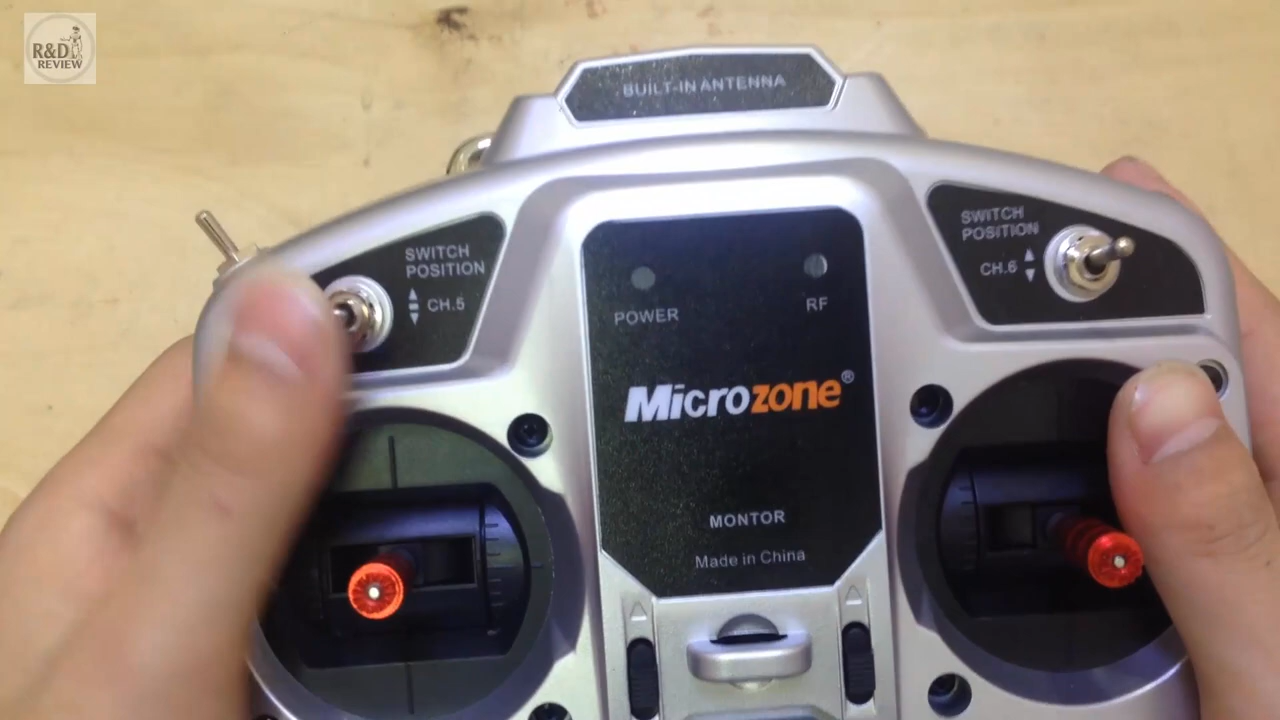 R&D
REVIEW
BUILT-IN ANTENNA
SWITCH
POSITION
CH.5
SWITCH
POSITION
CH.6
POWER
RF
Microzone®
MONTOR
Made in China